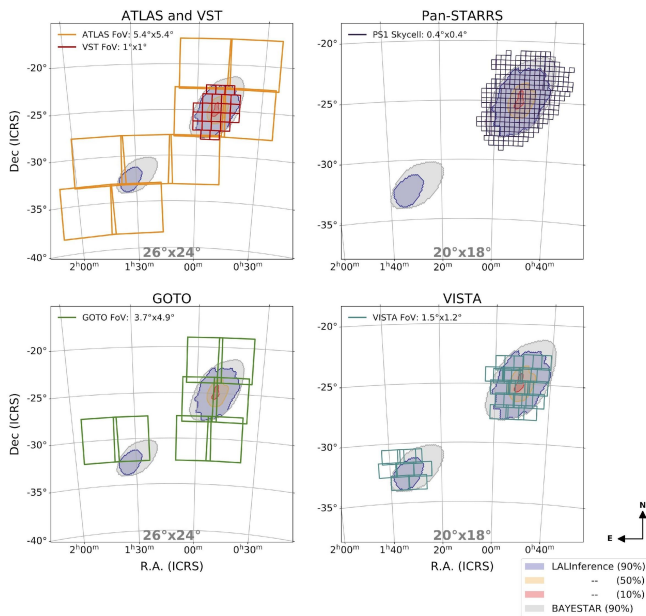 ATLAS and VST
ATLAS FoV: 5.4°x5.4°
VST FoV: 1°x1°
Dec (ICRS)
-20°
-25°
-30°
-35°
-40°
26°x24°
2h00m 1h30m 00m 0h30m
Pan-STARRS
PS1 Skycell: 0.4°x0.4°
-20°
-25°
-30°
-35°
20°x18°
2h00m 1h40m 00m 0h40m
GOTO
GOTO FoV: 3.7°x4.9°
Dec (ICRS)
-20°
-25°
-30°
-35°
-40°
26°x24°
2h00m 1h30m 00m 0h30m
R.A. (ICRS)
VISTA
VISTA FoV: 1.5°x1.2°
-20°
-25°
-30°
-35°
20°x18°
2h00m 1h40m 00m 0h40m
R.A. (ICRS)
N
E
LALInference (90%)
-- (50%)
-- (10%)
BAYESTAR (90%)